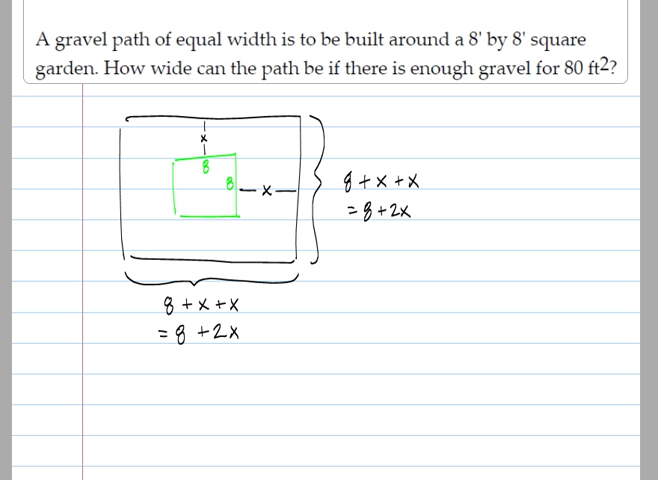 A gravel path of equal width is to be built around a 8' by 8' square
garden. How wide can the path be if there is enough gravel for 80 ft2?
x
8
8
x
8 + x + x
= 8 + 2x
8 + x + x
= 8 + 2x